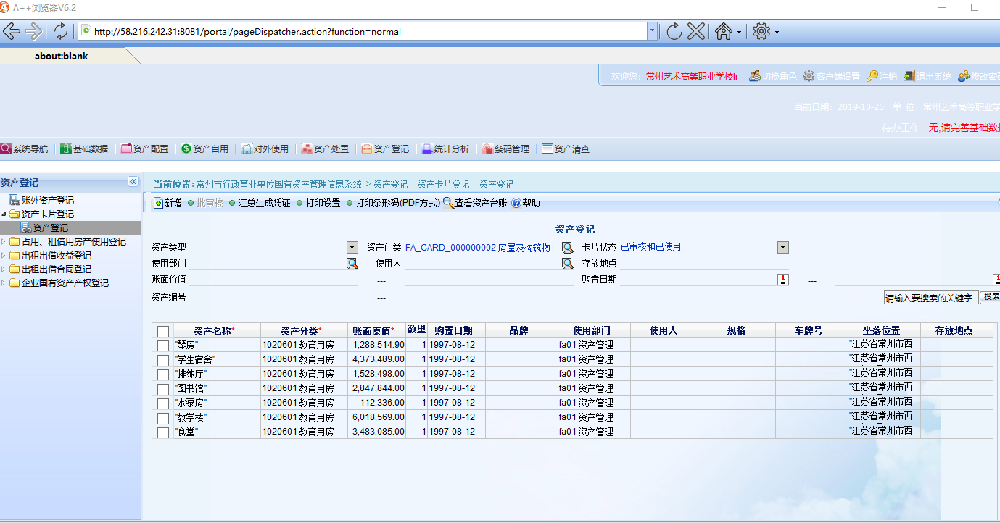 A++浏览器V6.2
http://58.216.242.31:8081/portal/pageDispatcher.action?function=normal
about:blank
欢迎您: 常州艺术高等职业学校lr 切换角色 客户端设置 注销 退出系统 修改密
当前日期: 2019-10-25 单 位: 常州艺术高等职业学
待办工作: 无,请完善基础数
系统导航 基础数据 资产配置 资产自用 对外使用 资产处置 资产登记 统计分析 条码管理 资产清查
资产登记
账外资产登记
资产卡片登记
资产登记
占用、租借用房产使用登记
出租出借收益登记
出租出借合同登记
企业国有资产产权登记
当前位置: 常州市行政事业单位国有资产管理信息系统 > 资产登记 - 资产卡片登记 - 资产登记
新增 批审核 汇总生成凭证 打印设置 打印条形码(PDF方式) 查看资产台账 帮助
资产登记
资产类型 资产门类 FA_CARD_000000002 房屋及构筑物 卡片状态 已审核和已使用
使用部门 使用人 存放地点
账面价值 --- 购置日期 1 --- 1
资产编号 ---
请输入要搜索的关键字 搜索
资产名称* 资产分类* 账面原值* 数量 购置日期 品牌 使用部门 使用人 规格 车牌号 坐落位置 存放地点
"琴房" 1020601 教育用房 1,288,514.90 1 1997-08-12 fa01 资产管理 "江苏省常州市西
"学生宿舍" 1020601 教育用房 4,373,489.00 1 1997-08-12 fa01 资产管理 "江苏省常州市西
"排练厅" 1020601 教育用房 1,528,498.00 1 1997-08-12 fa01 资产管理 "江苏省常州市西
"图书馆" 1020601 教育用房 2,847,844.00 1 1997-08-12 fa01 资产管理 "江苏省常州市西
"水泵房" 1020601 教育用房 112,336.00 1 1997-08-12 fa01 资产管理 "江苏省常州市西
"教学楼" 1020601 教育用房 6,018,569.00 1 1997-08-12 fa01 资产管理 "江苏省常州市西
"食堂" 1020601 教育用房 3,483,085.00 1 1997-08-12 fa01 资产管理 "江苏省常州市西